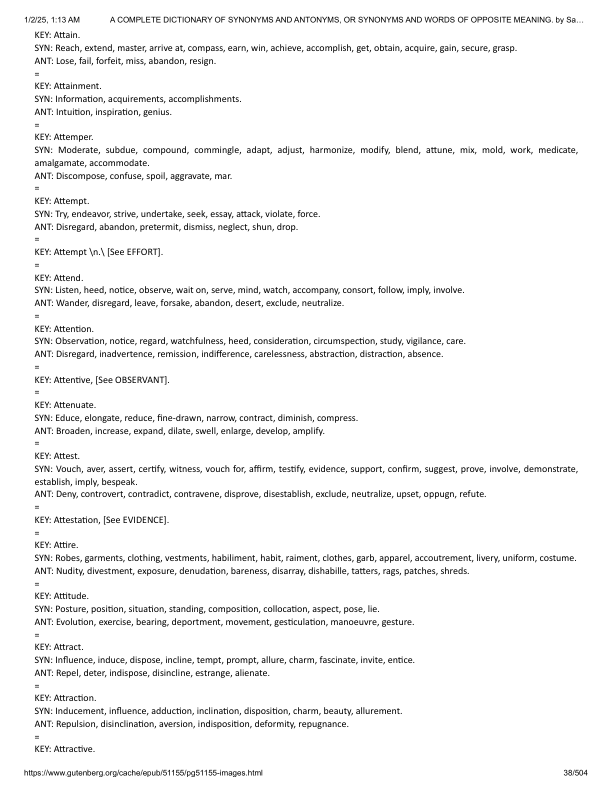 1/2/25, 1:13 AM A COMPLETE DICTIONARY OF SYNONYMS AND ANTONYMS, OR SYNONYMS AND WORDS OF OPPOSITE MEANING. by Sa…
KEY: Attain.
SYN: Reach, extend, master, arrive at, compass, earn, win, achieve, accomplish, get, obtain, acquire, gain, secure, grasp.
ANT: Lose, fail, forfeit, miss, abandon, resign.
=
KEY: Attainment.
SYN: Information, acquirements, accomplishments.
ANT: Intuition, inspiration, genius.
=
KEY: Attemper.
SYN: Moderate, subdue, compound, commingle, adapt, adjust, harmonize, modify, blend, attune, mix, mold, work, medicate,
amalgamate, accommodate.
ANT: Discompose, confuse, spoil, aggravate, mar.
=
KEY: Attempt.
SYN: Try, endeavor, strive, undertake, seek, essay, attack, violate, force.
ANT: Disregard, abandon, pretermit, dismiss, neglect, shun, drop.
=
KEY: Attempt \n.\ [See EFFORT].
=
KEY: Attend.
SYN: Listen, heed, notice, observe, wait on, serve, mind, watch, accompany, consort, follow, imply, involve.
ANT: Wander, disregard, leave, forsake, abandon, desert, exclude, neutralize.
=
KEY: Attention.
SYN: Observation, notice, regard, watchfulness, heed, consideration, circumspection, study, vigilance, care.
ANT: Disregard, inadvertence, remission, indifference, carelessness, abstraction, distraction, absence.
=
KEY: Attentive, [See OBSERVANT].
=
KEY: Attenuate.
SYN: Educe, elongate, reduce, fine-drawn, narrow, contract, diminish, compress.
ANT: Broaden, increase, expand, dilate, swell, enlarge, develop, amplify.
=
KEY: Attest.
SYN: Vouch, aver, assert, certify, witness, vouch for, affirm, testify, evidence, support, confirm, suggest, prove, involve, demonstrate,
establish, imply, bespeak.
ANT: Deny, controvert, contradict, contravene, disprove, disestablish, exclude, neutralize, upset, oppugn, refute.
=
KEY: Attestation, [See EVIDENCE].
=
KEY: Attire.
SYN: Robes, garments, clothing, vestments, habiliment, habit, raiment, clothes, garb, apparel, accoutrement, livery, uniform, costume.
ANT: Nudity, divestment, exposure, denudation, bareness, disarray, dishabille, tatters, rags, patches, shreds.
=
KEY: Attitude.
SYN: Posture, position, situation, standing, composition, collocation, aspect, pose, lie.
ANT: Evolution, exercise, bearing, deportment, movement, gesticulation, manoeuvre, gesture.
=
KEY: Attract.
SYN: Influence, induce, dispose, incline, tempt, prompt, allure, charm, fascinate, invite, entice.
ANT: Repel, deter, indispose, disincline, estrange, alienate.
=
KEY: Attraction.
SYN: Inducement, influence, adduction, inclination, disposition, charm, beauty, allurement.
ANT: Repulsion, disinclination, aversion, indisposition, deformity, repugnance.
=
KEY: Attractive.
https://www.gutenberg.org/cache/epub/51155/pg51155-images.html 38/504